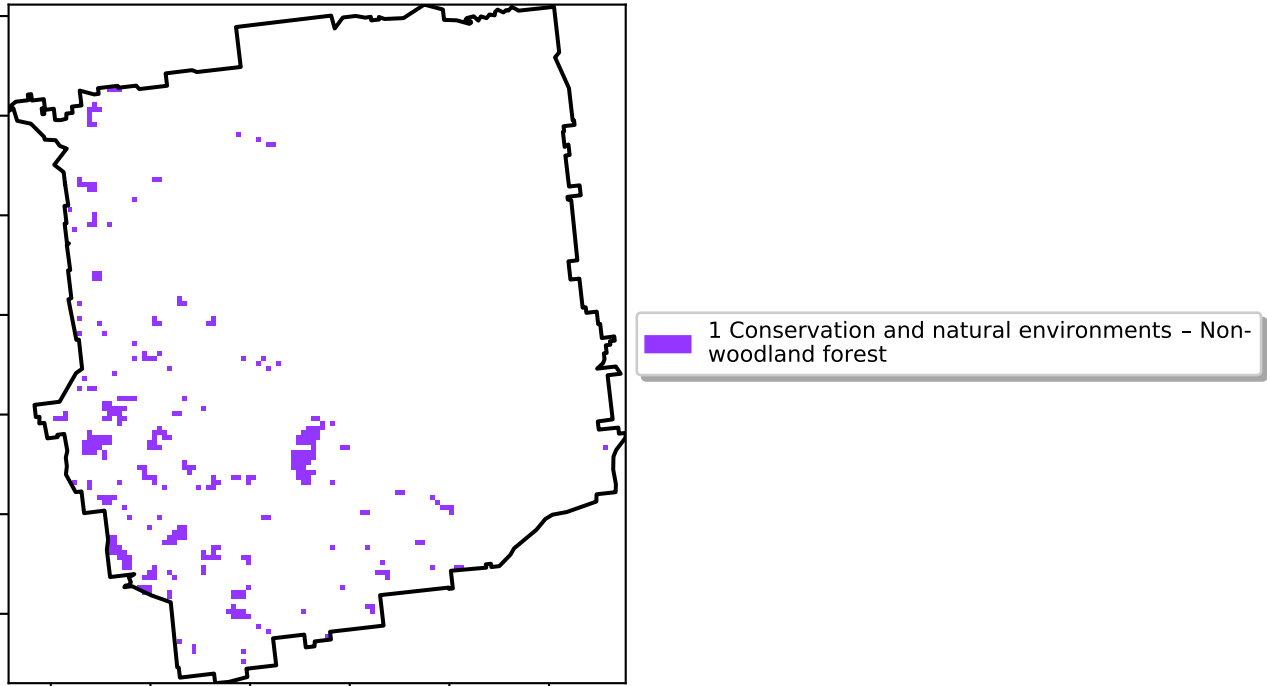 1 Conservation and natural environments – Non-
woodland forest